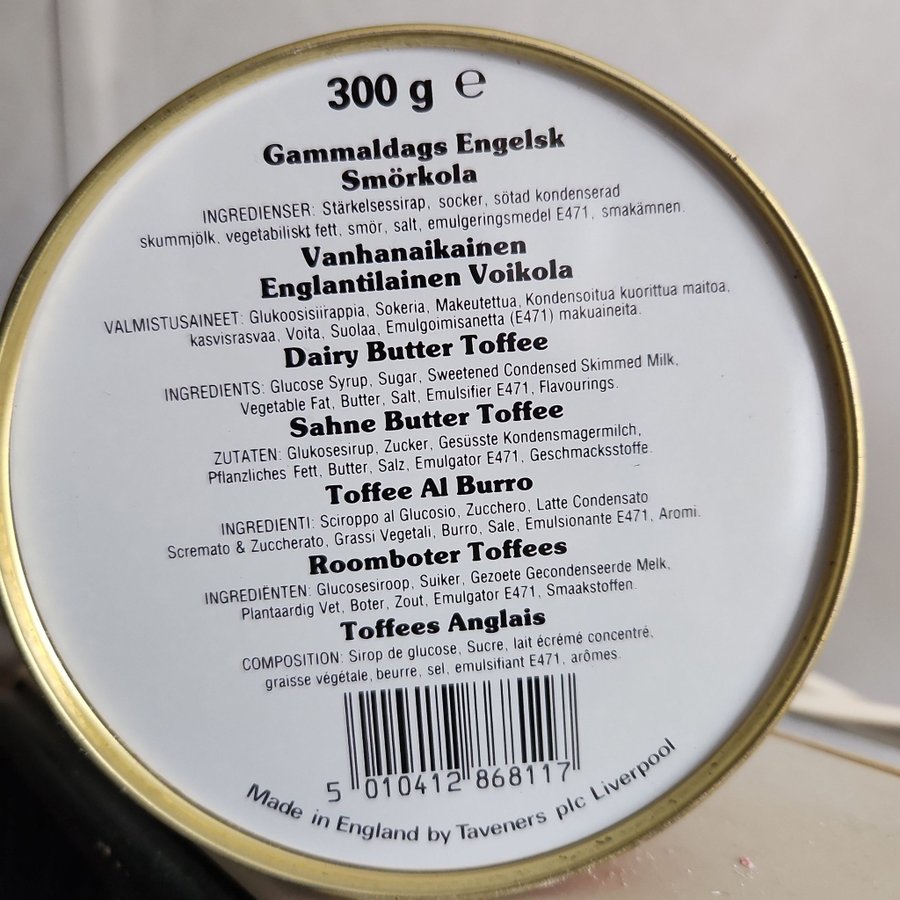 300 g ℮
Gammaldags Engelsk
Smörkola
INGREDIENSER: Stärkelsessirap, socker, sötad kondenserad
skummjölk, vegetabiliskt fett, smör, salt, emulgeringsmedel E471, smakämnen.
Vanhanaikainen
Englantilainen Voikola
VALMISTUSAINEET: Glukoosisiirappia, Sokeria, Makeutettua, Kondensoitua kuorittua maitoa,
kasvisrasvaa, Voita, Suolaa, Emulgoimisanetta (E471) makuaineita.
Dairy Butter Toffee
INGREDIENTS: Glucose Syrup, Sugar, Sweetened Condensed Skimmed Milk,
Vegetable Fat, Butter, Salt, Emulsifier E471, Flavourings.
Sahne Butter Toffee
ZUTATEN: Glukosesirup, Zucker, Gesüsste Kondensmagermilch,
Pflanzliches Fett, Butter, Salz, Emulgator E471, Geschmacksstoffe.
Toffee Al Burro
INGREDIENTI: Sciroppo al Glucosio, Zucchero, Latte Condensato
Scremato & Zuccherato, Grassi Vegetali, Burro, Sale, Emulsionante E471, Aromi.
Roomboter Toffees
INGREDIËNTEN: Glucosesiroop, Suiker, Gezoete Gecondenseerde Melk,
Plantaardig Vet, Boter, Zout, Emulgator E471, Smaakstoffen.
Toffees Anglais
COMPOSITION: Sirop de glucose, Sucre, lait écrémé concentré,
graisse végétale, beurre, sel, emulsifiant E471, arômes.
5 010412 868117
Made in England by Taveners plc Liverpool